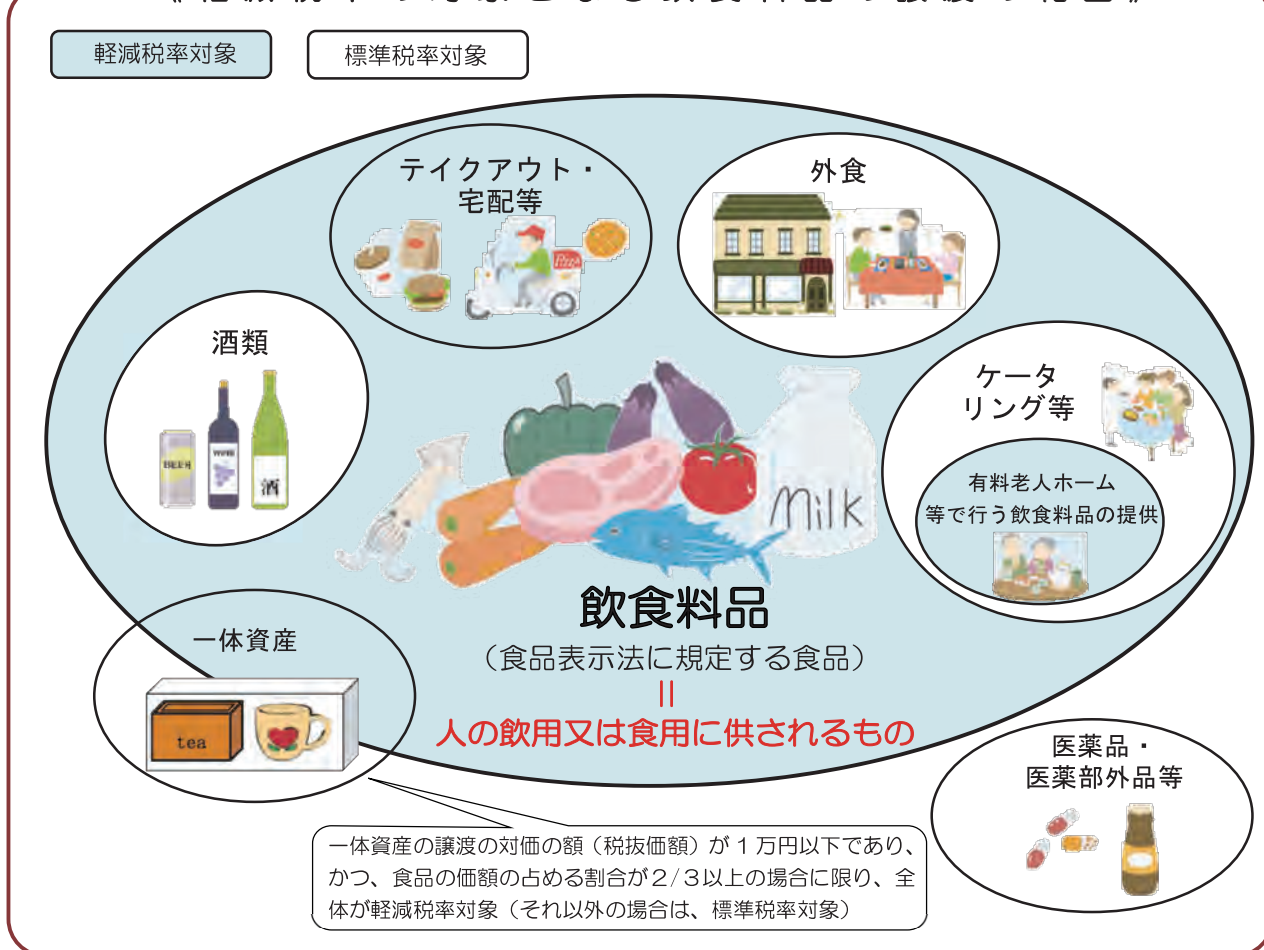 軽減税率対象
標準税率対象
テイクアウト・
宅配等
外食
Pizza
酒類
BEER
WINE
酒
ケータ
リング等
有料老人ホーム
等で行う飲食料品の提供
Milk
飲食料品
（食品表示法に規定する食品）
＝
人の飲用又は食用に供されるもの
一体資産
tea
医薬品・
医薬部外品等
一体資産の譲渡の対価の額（税抜価額）が１万円以下であり、
かつ、食品の価額の占める割合が２/３以上の場合に限り、全
体が軽減税率対象（それ以外の場合は、標準税率対象）